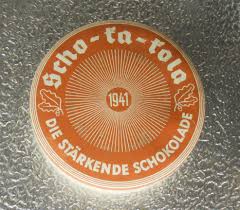 Scho-ka-kola
1941
DIE STÄRKENDE SCHOKOLADE